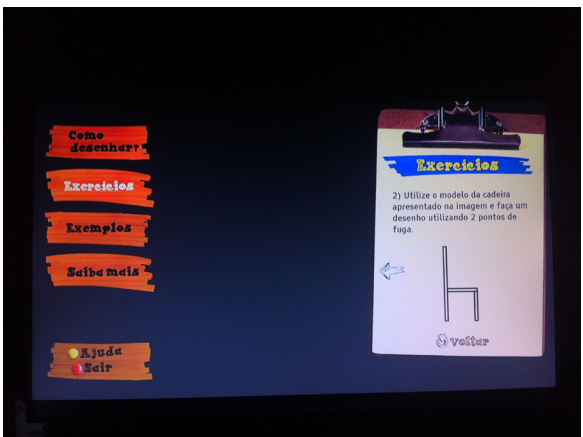 Como
desenhar?
Exercícios
Exemplos
Saiba mais
Ajuda
Sair
Exercícios
2) Utilize o modelo da cadeira
apresentado na imagem e faça um
desenho utilizando 2 pontos de
fuga.
voltar